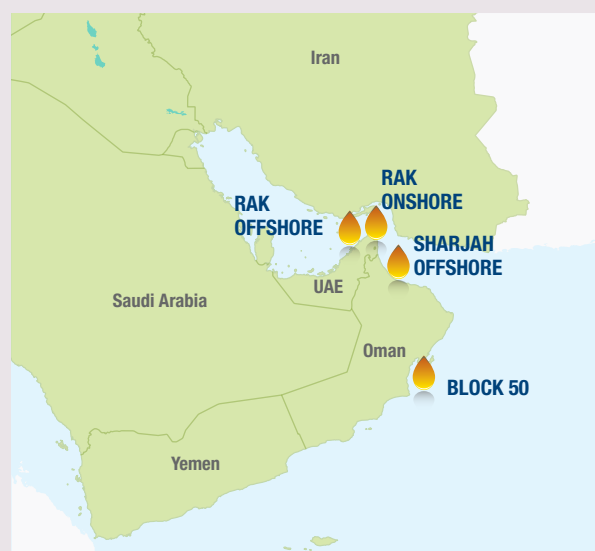 Iran
RAK
ONSHORE
RAK
OFFSHORE
SHARJAH
OFFSHORE
UAE
Saudi Arabia
Oman
BLOCK 50
Yemen